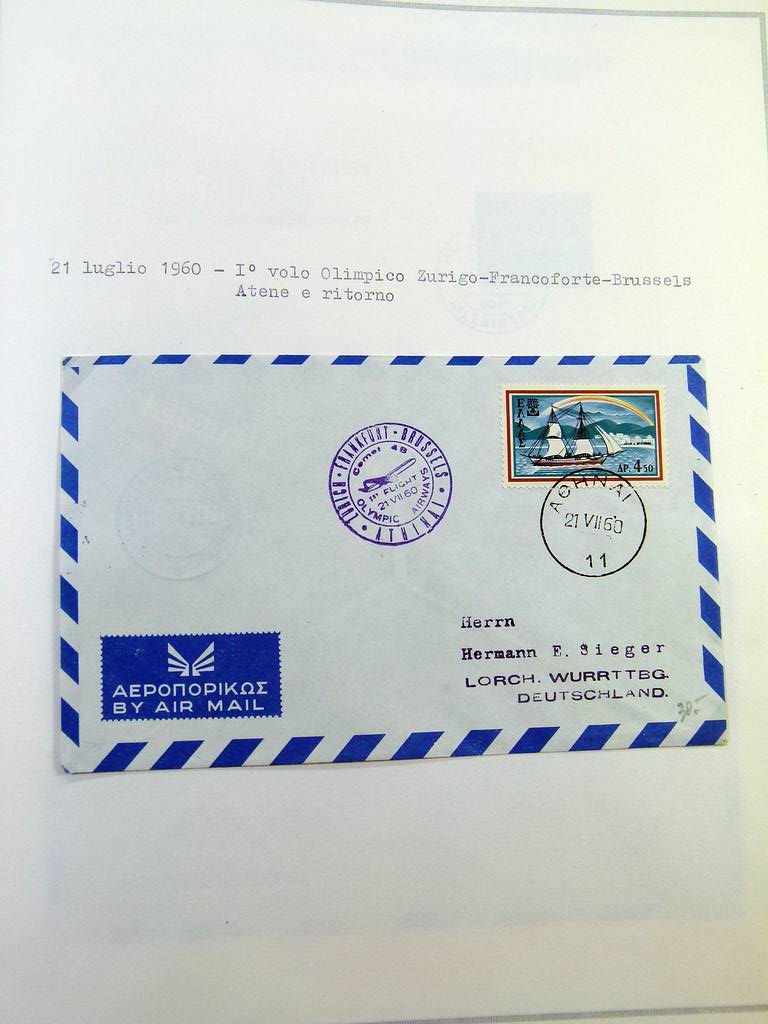 21 luglio 1960 – I° volo Olimpico Zurigo-Francoforte-Brussels
Atene e ritorno
ZURICH · FRANKFURT · BRUSSELS · ATHINAI ·
Comet 4B
1ST FLIGHT
21 VII 60
OLYMPIC AIRWAYS
ΕΛΛΑΣ
ΔΡ. 4 50
ΑΘΗΝΑΙ
21 VII 60
11
ΑΕΡΟΠΟΡΙΚΩΣ
BY AIR MAIL
Herrn
Hermann E. Sieger
LORCH. WURRTTBG.
DEUTSCHLAND.
30.-